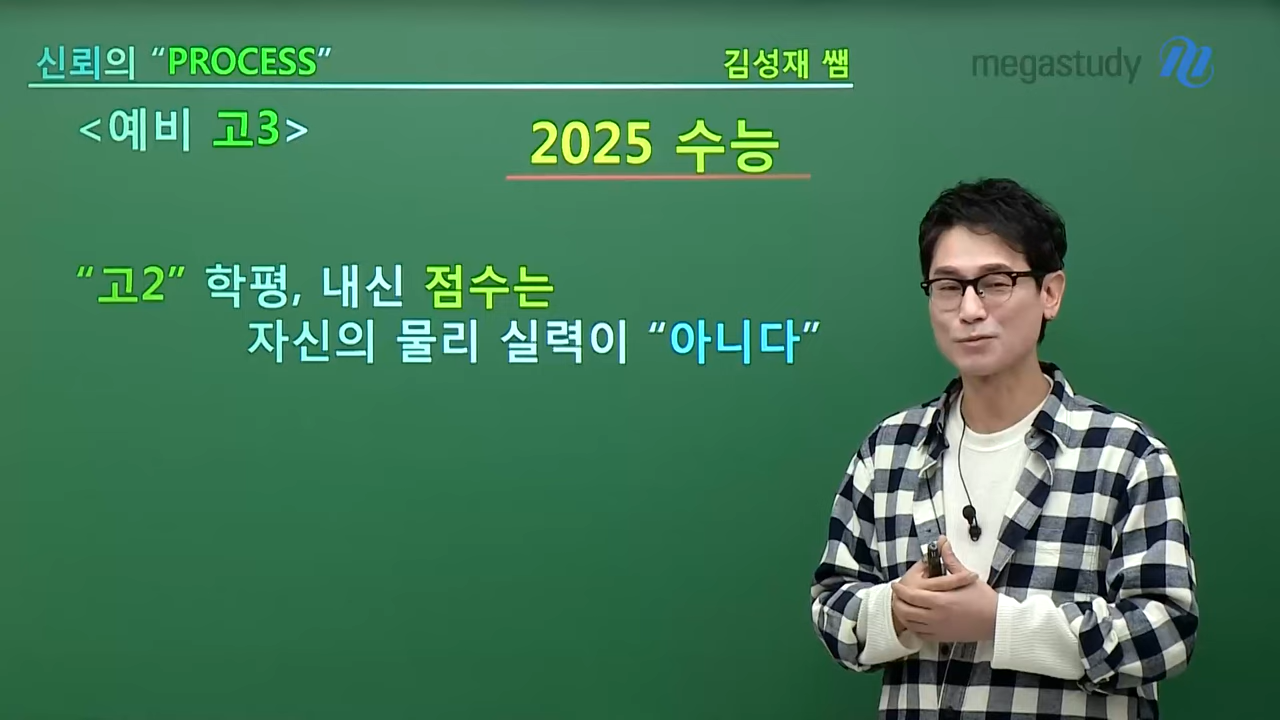 신뢰의 “PROCESS”
김성재 쌤
megastudy
<예비 고3>
2025 수능
“고2” 학평, 내신 점수는
자신의 물리 실력이 “아니다”